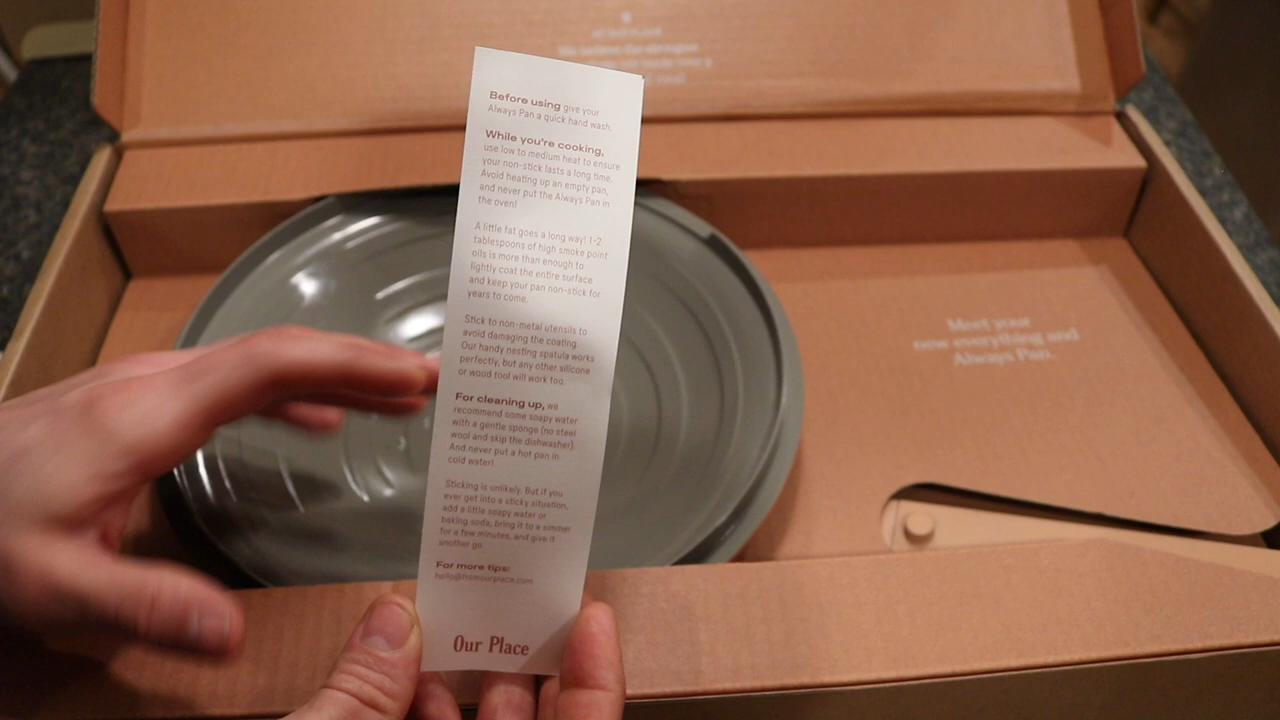 Before using give your
Always Pan a quick hand wash.
While you're cooking,
use low to medium heat to ensure
your non-stick lasts a long time.
Avoid heating up an empty pan,
and never put the Always Pan in
the oven!
A little fat goes a long way! 1-2
tablespoons of high smoke point
oils is more than enough to
lightly coat the entire surface
and keep your pan non-stick for
years to come.
Stick to non-metal utensils to
avoid damaging the coating.
Our handy nesting spatula works
perfectly, but any other silicone
or wood tool will work too.
For cleaning up, we
recommend some soapy water
with a gentle sponge (no steel
wool and skip the dishwasher).
And never put a hot pan in
cold water!
Sticking is unlikely. But if you
ever get into a sticky situation,
add a little soapy water or
baking soda, bring it to a simmer
for a few minutes, and give it
another go.
For more tips:
hello@fromourplace.com
Our Place
Meet your
new everything and
Always Pan.